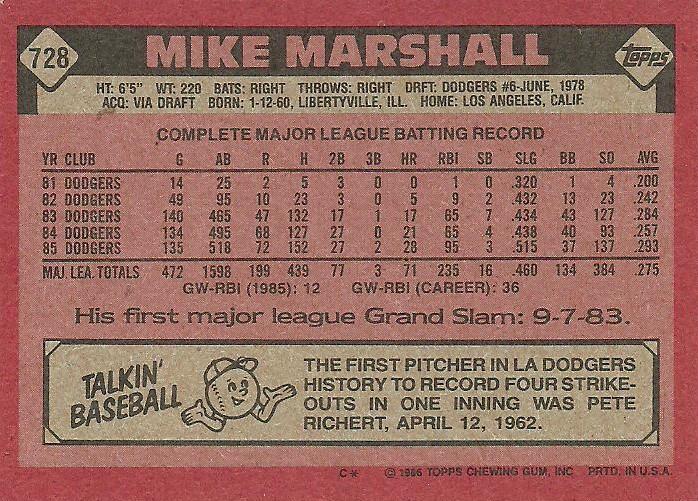 728 MIKE MARSHALL topps
HT: 6'5" WT: 220 BATS: RIGHT THROWS: RIGHT DRFT: DODGERS #6-JUNE, 1978
ACQ: VIA DRAFT BORN: 1-12-60, LIBERTYVILLE, ILL. HOME: LOS ANGELES, CALIF.
COMPLETE MAJOR LEAGUE BATTING RECORD
YR CLUB G AB R H 2B 3B HR RBI SB SLG BB SO AVG
81 DODGERS 14 25 2 5 3 0 0 1 0 .320 1 4 .200
82 DODGERS 49 95 10 23 3 0 5 9 2 .432 13 23 .242
83 DODGERS 140 465 47 132 17 1 17 65 7 .434 43 127 .284
84 DODGERS 134 495 68 127 27 0 21 65 4 .438 40 93 .257
85 DODGERS 135 518 72 152 27 2 28 95 3 .515 37 137 .293
MAJ. LEA. TOTALS 472 1598 199 439 77 3 71 235 16 .460 134 384 .275
GW-RBI (1985): 12 GW-RBI (CAREER): 36
His first major league Grand Slam: 9-7-83.
TALKIN'
BASEBALL
THE FIRST PITCHER IN LA DODGERS
HISTORY TO RECORD FOUR STRIKE-
OUTS IN ONE INNING WAS PETE
RICHERT, APRIL 12, 1962.
C* © 1986 TOPPS CHEWING GUM, INC PRTD. IN U.S.A.